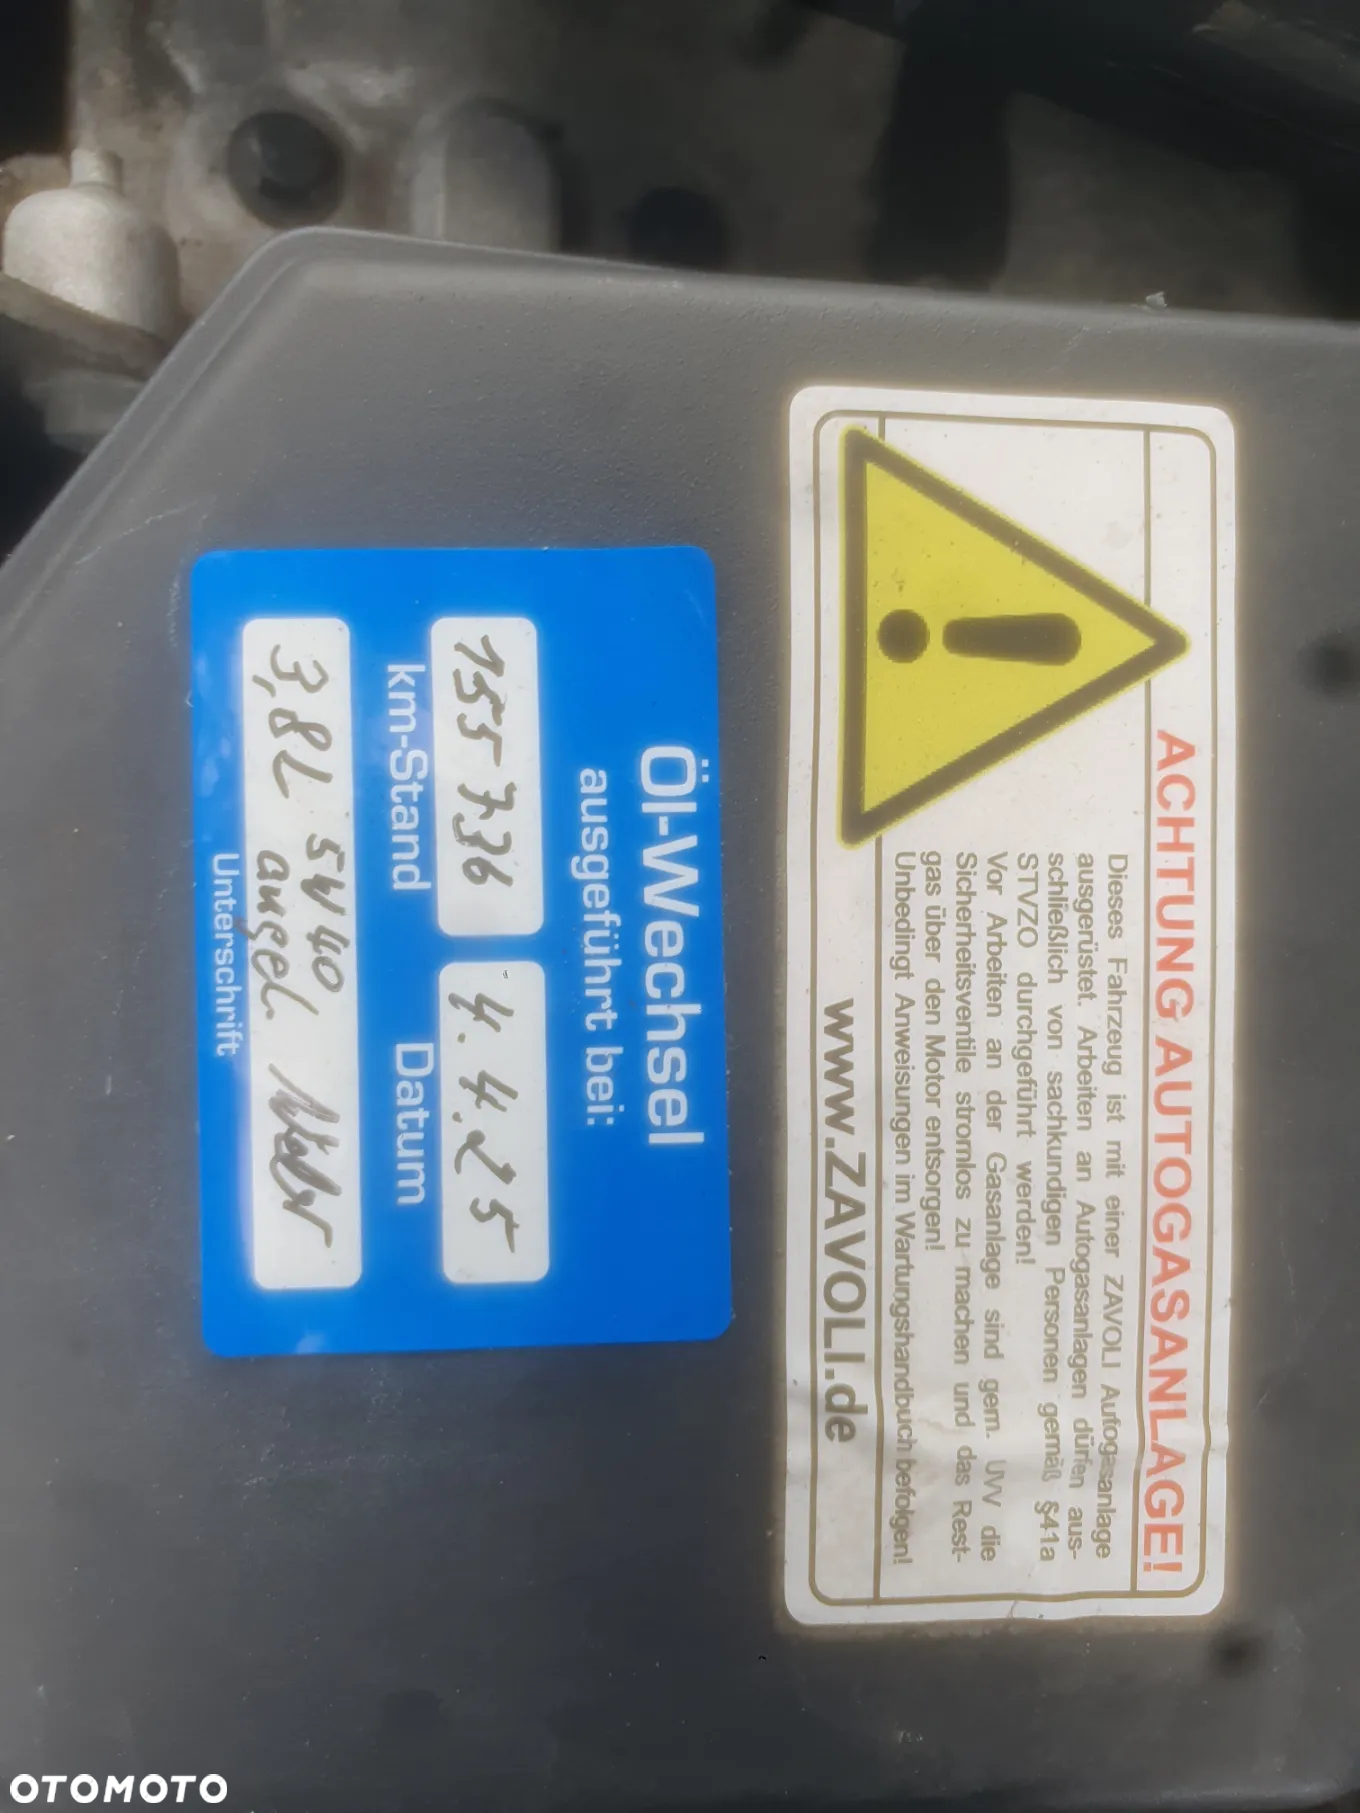 ACHTUNG AUTOGASANLAGE!
Dieses Fahrzeug ist mit einer ZAVOLI Autogasanlage
ausgerüstet. Arbeiten an Autogasanlagen dürfen aus-
schließlich von sachkundigen Personen gemäß §41a
STVZO durchgeführt werden!
Vor Arbeiten an der Gasanlage sind gem. UVV die
Sicherheitsventile stromlos zu machen und das Rest-
gas über den Motor entsorgen!
Unbedingt Anweisungen im Wartungshandbuch befolgen!
www.ZAVOLI.de
Öl-Wechsel
ausgeführt bei:
155 736
4.4.25
km-Stand
Datum
3,8L 5W40
Unterschrift
OTOMOTO